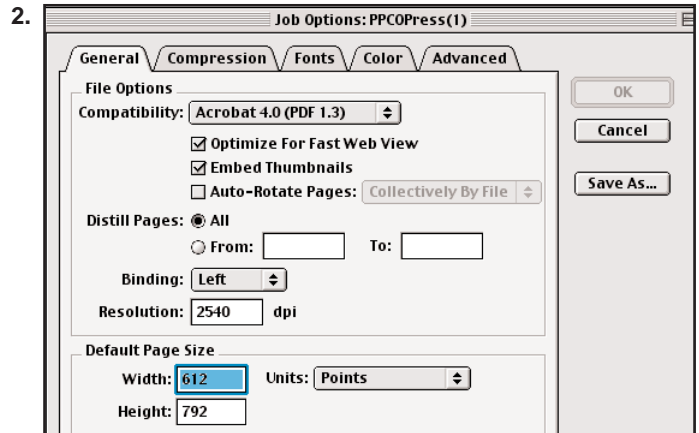 2.
Job Options: PPCOPress(1)
General Compression Fonts Color Advanced
File Options
Compatibility: Acrobat 4.0 (PDF 1.3)
Optimize For Fast Web View
Embed Thumbnails
Auto-Rotate Pages: Collectively By File
Distill Pages: All
From: To:
Binding: Left
Resolution: 2540 dpi
Default Page Size
Width: 612 Units: Points
Height: 792
OK
Cancel
Save As...